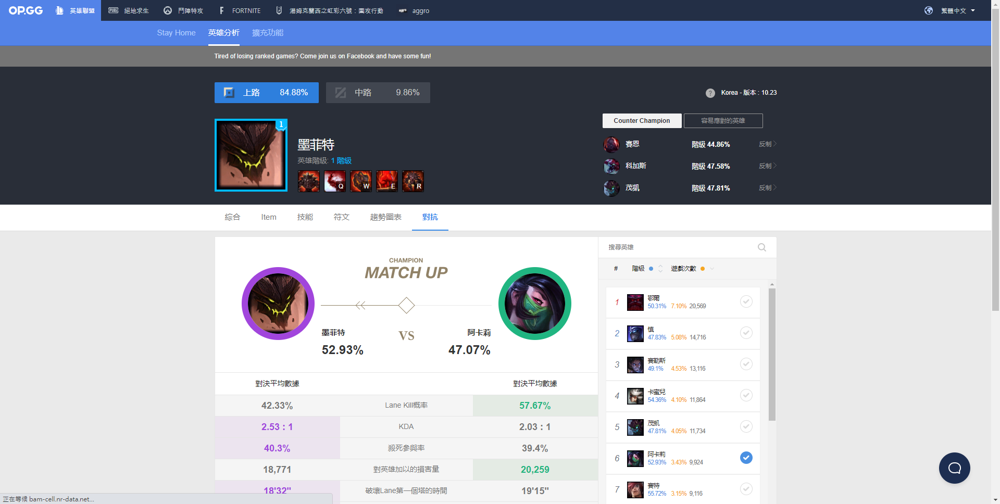 OP.GG 英雄聯盟 絕地求生 鬥陣特攻 FORTNITE 湯姆克蘭西之虹彩六號：圍攻行動 aggro 繁體中文
Stay Home 英雄分析 擴充功能
Tired of losing ranked games? Come join us on Facebook and have some fun!
上路 84.88% 中路 9.86%
? Korea - 版本 : 10.23
Counter Champion 容易應對的英雄
1
墨菲特
英雄階級: 1 階級
Q W E R
賽恩 階級 44.86% 反制
科加斯 階級 47.58% 反制
茂凱 階級 47.81% 反制
綜合 Item 技能 符文 趨勢圖表 對抗
CHAMPION
MATCH UP
墨菲特 VS 阿卡莉
52.93% 47.07%
對決平均數據 對決平均數據
42.33% Lane Kill概率 57.67%
2.53 : 1 KDA 2.03 : 1
40.3% 殺死參與率 39.4%
18,771 對英雄加以的損害量 20,259
18'32" 破壞Lane第一個塔的時間 19'15"
搜尋英雄
# 階級 遊戲次數
1 鄂爾
50.31% 7.10% 20,569
2 慎
47.83% 5.08% 14,716
3 賽勒斯
49.1% 4.53% 13,116
4 卡蜜兒
54.36% 4.10% 11,864
5 茂凱
47.81% 4.05% 11,734
6 阿卡莉
52.93% 3.43% 9,924
7 賽特
55.72% 3.15% 9,116
正在等候 bam-cell.nr-data.net...